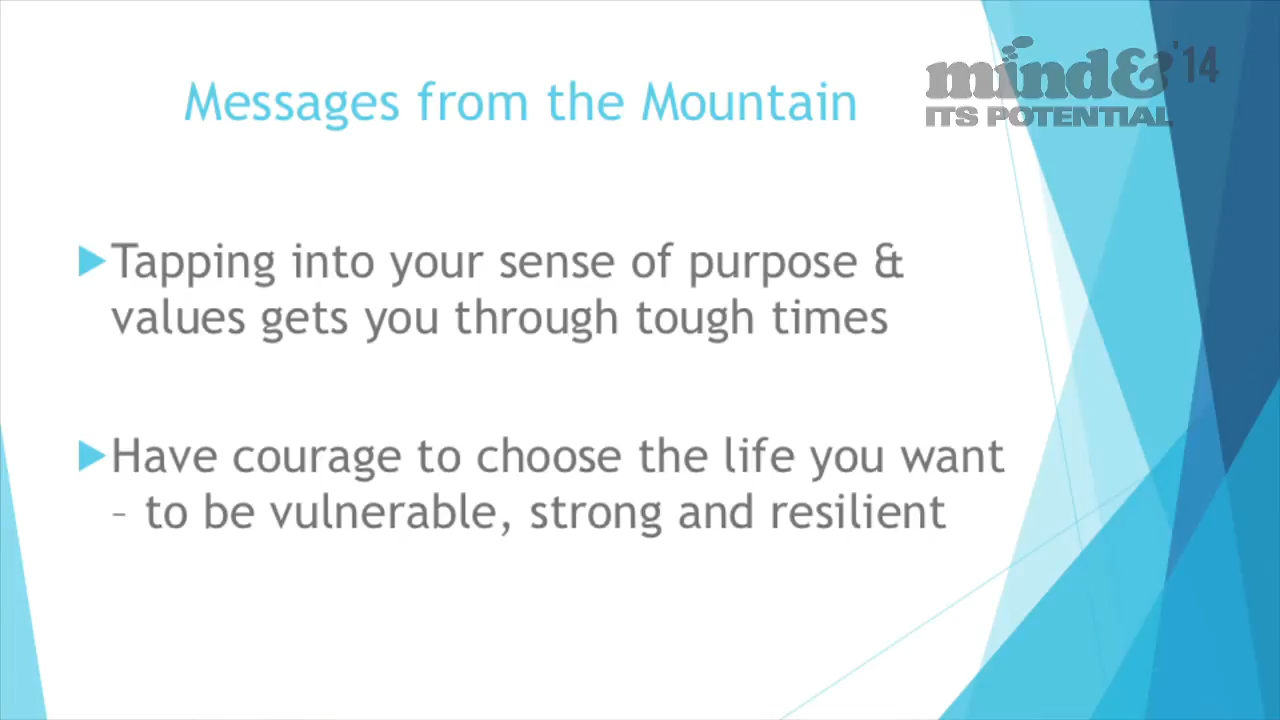 Messages from the Mountain
mind& '14
ITS POTENTIAL
Tapping into your sense of purpose &
values gets you through tough times
Have courage to choose the life you want
– to be vulnerable, strong and resilient